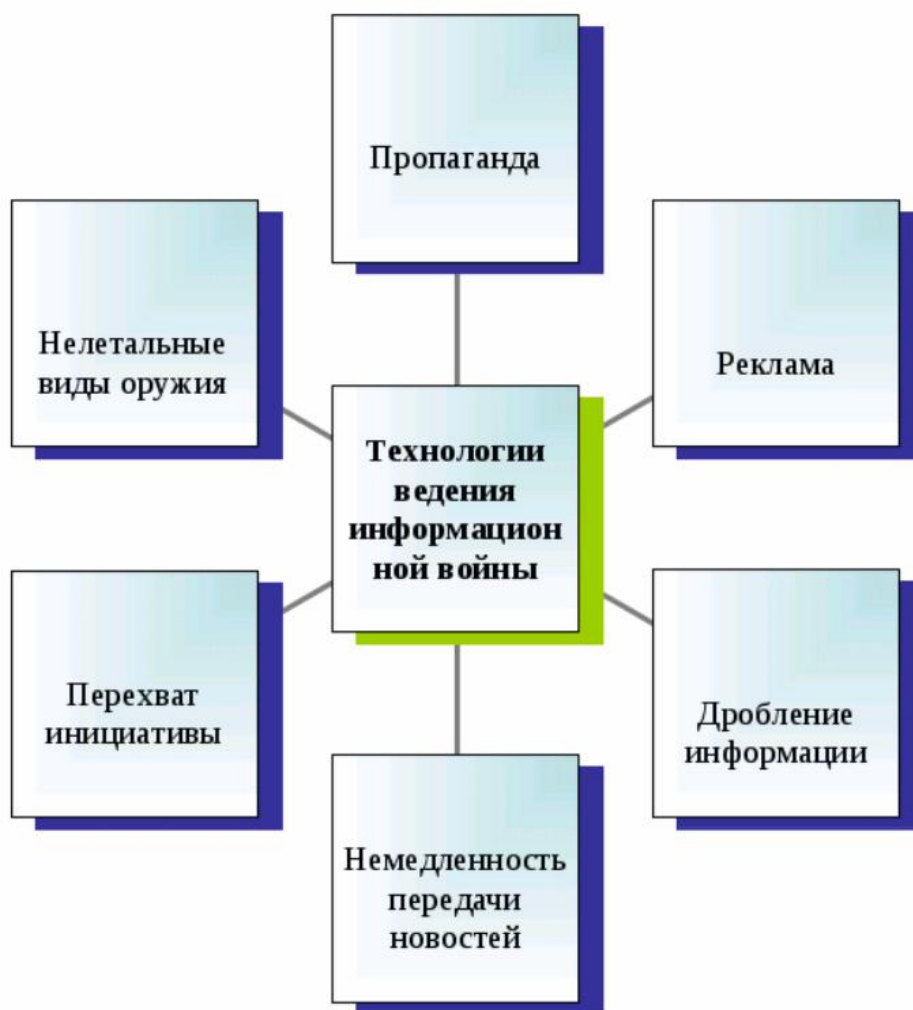 Пропаганда
Нелетальные
виды оружия
Реклама
Технологии
ведения
информацион
ной войны
Перехват
инициативы
Дробление
информации
Немедленность
передачи
новостей